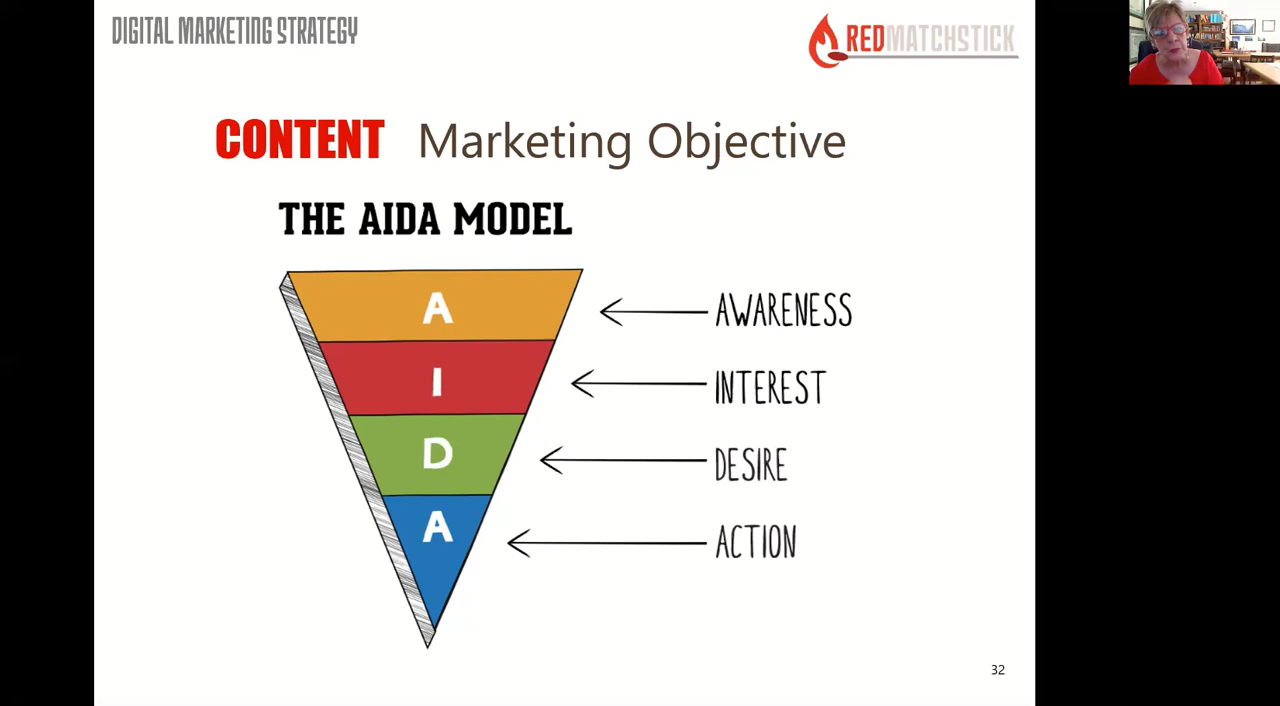 DIGITAL MARKETING STRATEGY
REDMATCHSTICK
CONTENT Marketing Objective
THE AIDA MODEL
A
AWARENESS
I
INTEREST
D
DESIRE
A
ACTION
32